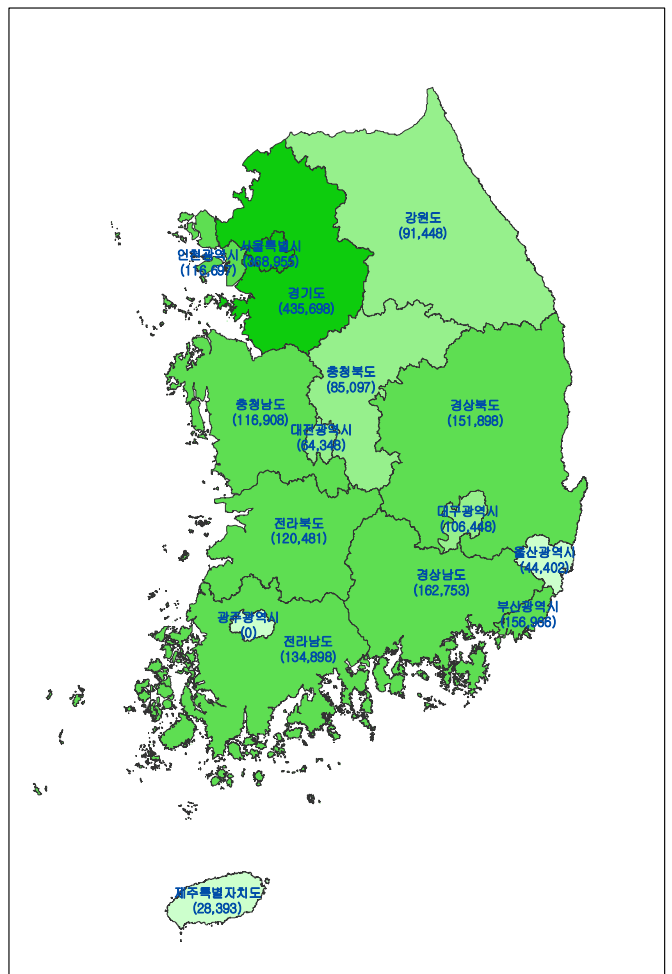 강원도
(91,448)
서울특별시
(368,955)
인천광역시
(116,697)
경기도
(435,698)
충청북도
(85,097)
충청남도
(116,908)
경상북도
(151,898)
대전광역시
(64,348)
대구광역시
(106,448)
전라북도
(120,481)
울산광역시
(44,402)
경상남도
(162,753)
부산광역시
(156,986)
광주광역시
(0)
전라남도
(134,898)
제주특별자치도
(28,393)